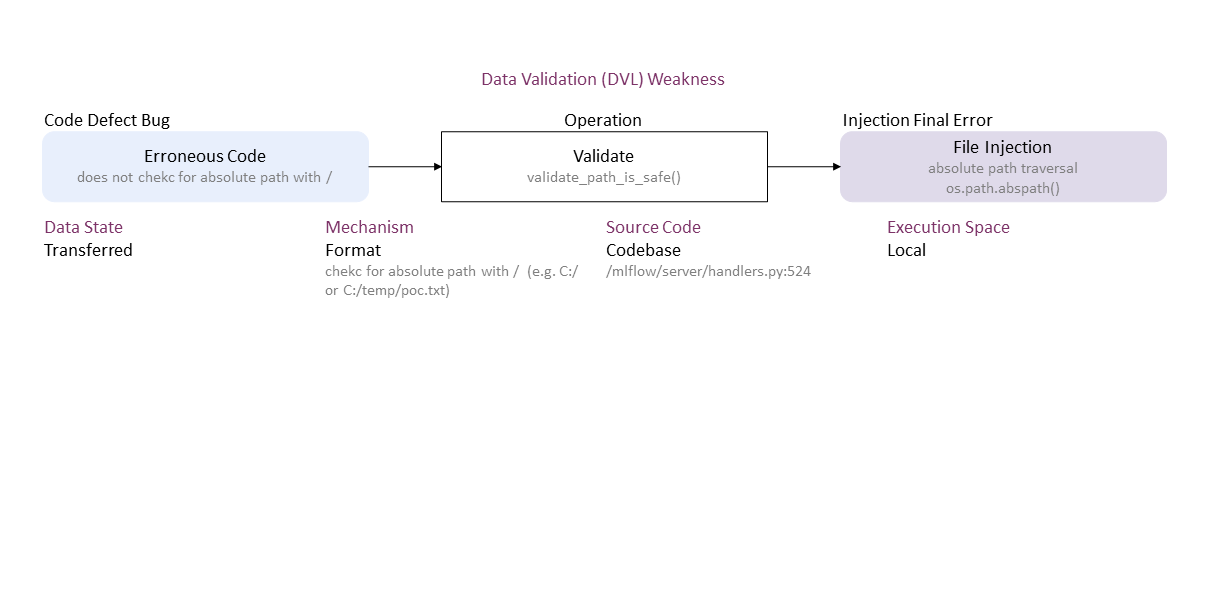 Data Validation (DVL) Weakness
Code Defect Bug
Operation
Injection Final Error
Erroneous Code
does not chekc for absolute path with /
Validate
validate_path_is_safe()
File Injection
absolute path traversal
os.path.abspath()
Data State
Transferred
Mechanism
Format
chekc for absolute path with / (e.g. C:/
or C:/temp/poc.txt)
Source Code
Codebase
/mlflow/server/handlers.py:524
Execution Space
Local